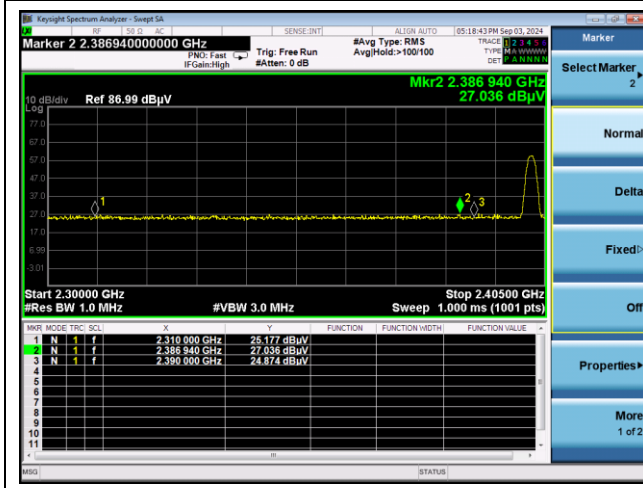 Keysight Spectrum Analyzer - Swept SA
RF 50 Ω AC SENSE:INT ALIGN AUTO 05:18:43 PM Sep 03, 2024
Marker 2 2.386940000000 GHz
PNO: Fast Trig: Free Run
IFGain:High #Atten: 0 dB
#Avg Type: RMS
Avg|Hold:>100/100
TRACE 1 2 3 4 5 6
TYPE M A WWWW
DET P A N N N N
Mkr2 2.386 940 GHz
27.036 dBµV
10 dB/div Ref 86.99 dBµV
Log
77.0
67.0
57.0
47.0
37.0
27.0
17.0
6.99
-3.01
1
2
3
Start 2.30000 GHz Stop 2.40500 GHz
#Res BW 1.0 MHz #VBW 3.0 MHz Sweep 1.000 ms (1001 pts)
MKR MODE TRC SCL X Y FUNCTION FUNCTION WIDTH FUNCTION VALUE
1 N 1 f 2.310 000 GHz 25.177 dBµV
2 N 1 f 2.386 940 GHz 27.036 dBµV
3 N 1 f 2.390 000 GHz 24.874 dBµV
4
5
6
7
8
9
10
11
MSG STATUS
Marker
Select Marker
2
Normal
Delta
Fixed
Off
Properties
More
1 of 2